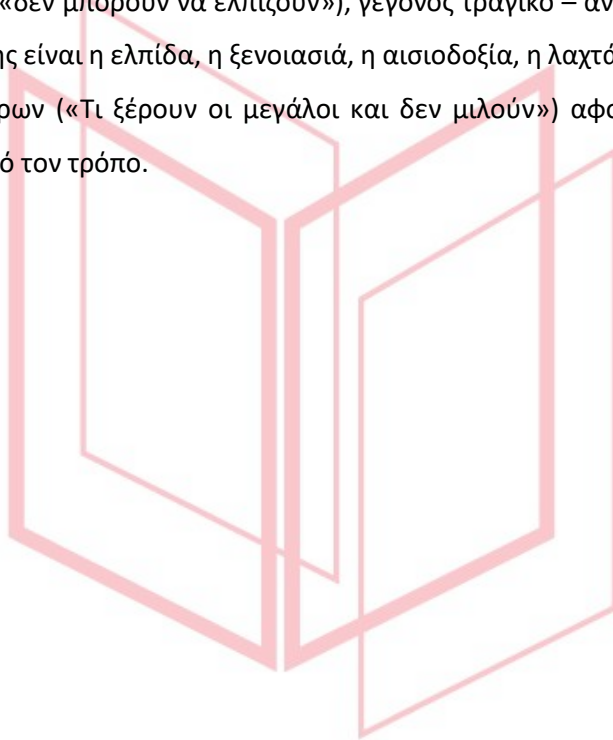 «δεν μπορούν να ελπίζουν»), γεγονός τραγικό – αν
ης είναι η ελπίδα, η ξενοιασιά, η αισιοδοξία, η λαχτά
ρων («Τι ξέρουν οι μεγάλοι και δεν μιλούν») αφο
ό τον τρόπο.